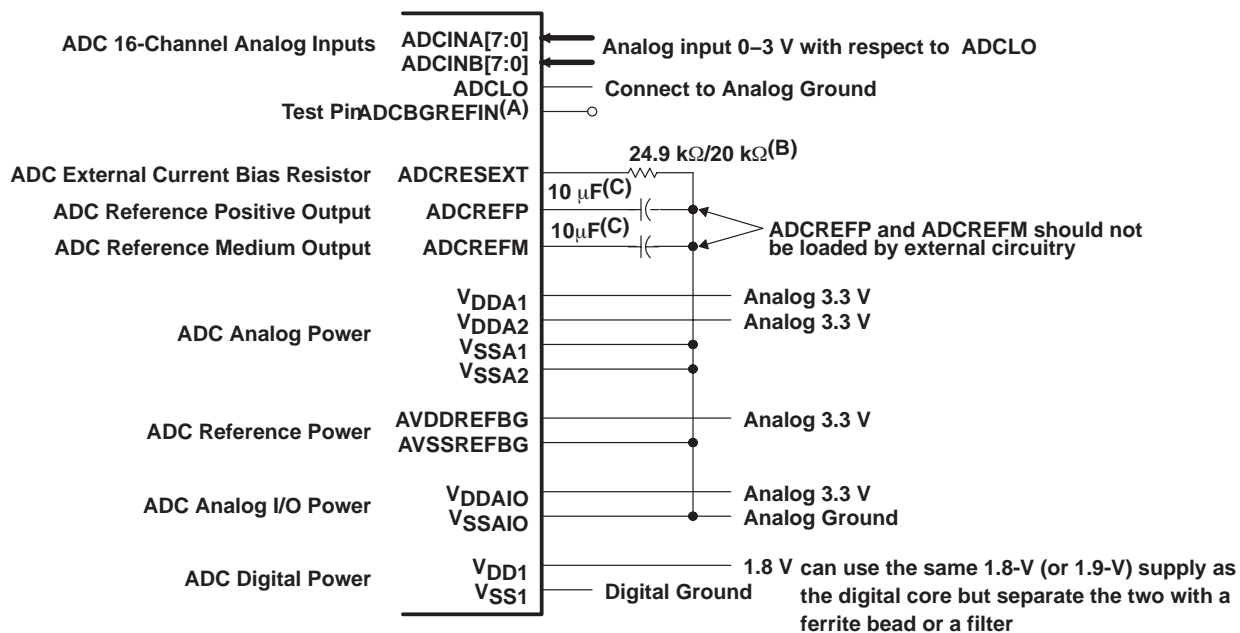 ADC 16-Channel Analog Inputs
ADCINA[7:0]
ADCINB[7:0]
Analog input 0–3 V with respect to ADCLO
ADCLO
Connect to Analog Ground
Test Pin
ADCBGREFIN(A)
24.9 kΩ/20 kΩ(B)
ADC External Current Bias Resistor
ADCRESEXT
10 μF(C)
ADC Reference Positive Output
ADCREFP
10μF(C)
ADC Reference Medium Output
ADCREFM
ADCREFP and ADCREFM should not
be loaded by external circuitry
ADC Analog Power
VDDA1
Analog 3.3 V
VDDA2
Analog 3.3 V
VSSA1
VSSA2
ADC Reference Power
AVDDREFBG
Analog 3.3 V
AVSSREFBG
ADC Analog I/O Power
VDDAIO
Analog 3.3 V
VSSAIO
Analog Ground
ADC Digital Power
VDD1
1.8 V can use the same 1.8-V (or 1.9-V) supply as
the digital core but separate the two with a
ferrite bead or a filter
VSS1
Digital Ground